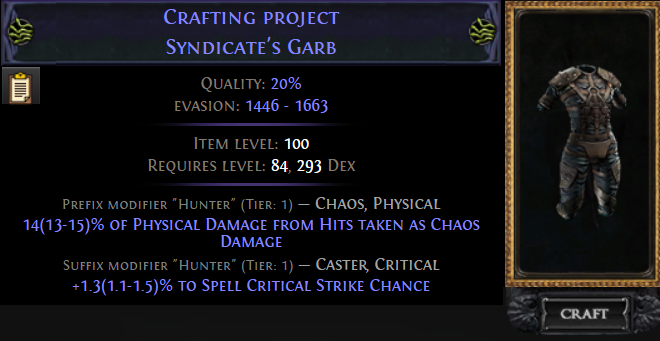 Crafting project
Syndicate's Garb
Quality: 20%
evasion: 1446 - 1663
Item level: 100
Requires level: 84, 293 Dex
Prefix modifier "Hunter" (Tier: 1) — Chaos, Physical
14(13-15)% of Physical Damage from Hits taken as Chaos
Damage
Suffix modifier "Hunter" (Tier: 1) — Caster, Critical
+1.3(1.1-1.5)% to Spell Critical Strike Chance
CRAFT